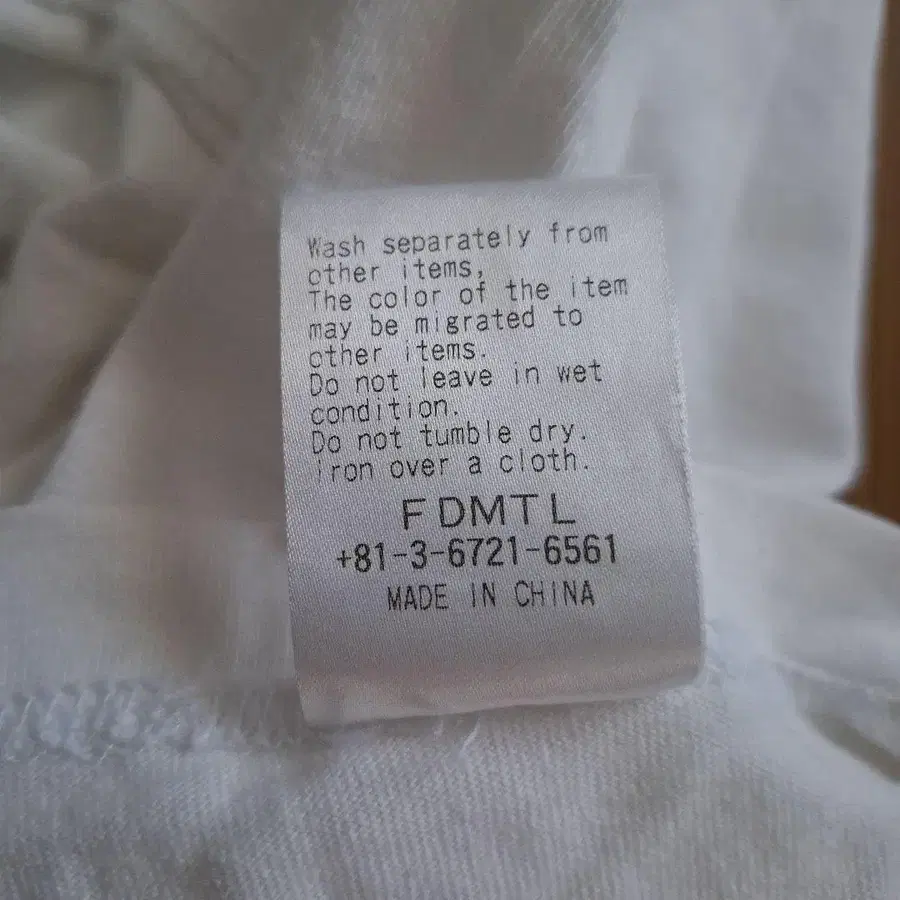 Wash separately from
other items,
The color of the item
may be migrated to
other items.
Do not leave in wet
condition.
Do not tumble dry.
iron over a cloth.
FDMTL
+81-3-6721-6561
MADE IN CHINA